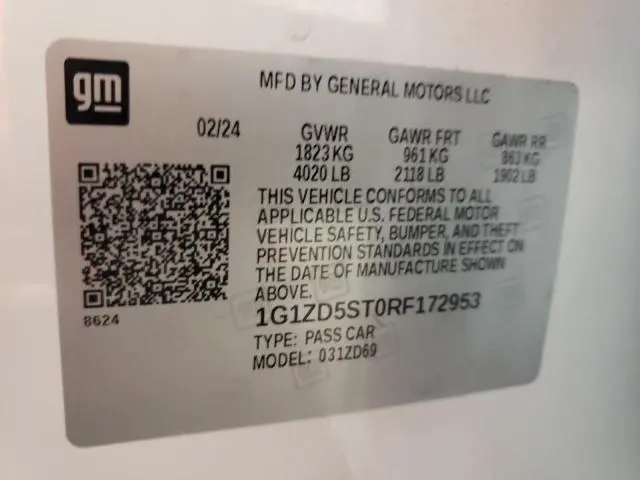 gm
MFD BY GENERAL MOTORS LLC
02/24 GVWR GAWR FRT GAWR RR
1823 KG 961 KG 863 KG
4020 LB 2118 LB 1902 LB
THIS VEHICLE CONFORMS TO ALL
APPLICABLE U.S. FEDERAL MOTOR
VEHICLE SAFETY, BUMPER, AND THEFT
PREVENTION STANDARDS IN EFFECT ON
THE DATE OF MANUFACTURE SHOWN
ABOVE.
8624
1G1ZD5ST0RF172953
TYPE: PASS CAR
MODEL: 031ZD69